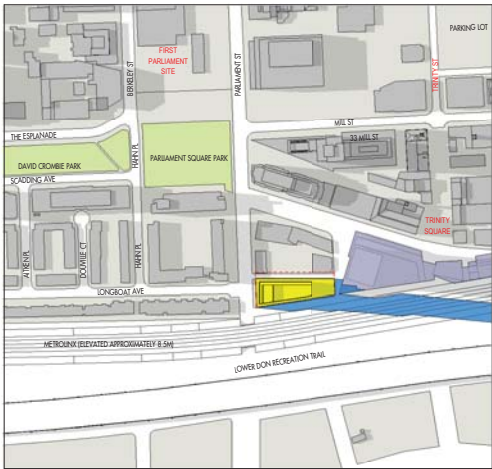 PARKING LOT
FIRST
PARLIAMENT
SITE
BERKELEY ST
PARLIAMENT ST
TRINITY ST
MILL ST
THE ESPLANADE
33 MILL ST
HAHN PL
PARLIAMENT SQUARE PARK
DAVID CROMBIE PARK
SCADDING AVE
TRINITY
SQUARE
AITKEN PL
DOUVILLE CT
HAHN PL
LONGBOAT AVE
METROLINX (ELEVATED APPROXIMATELY 8.5M)
LOWER DON RECREATION TRAIL